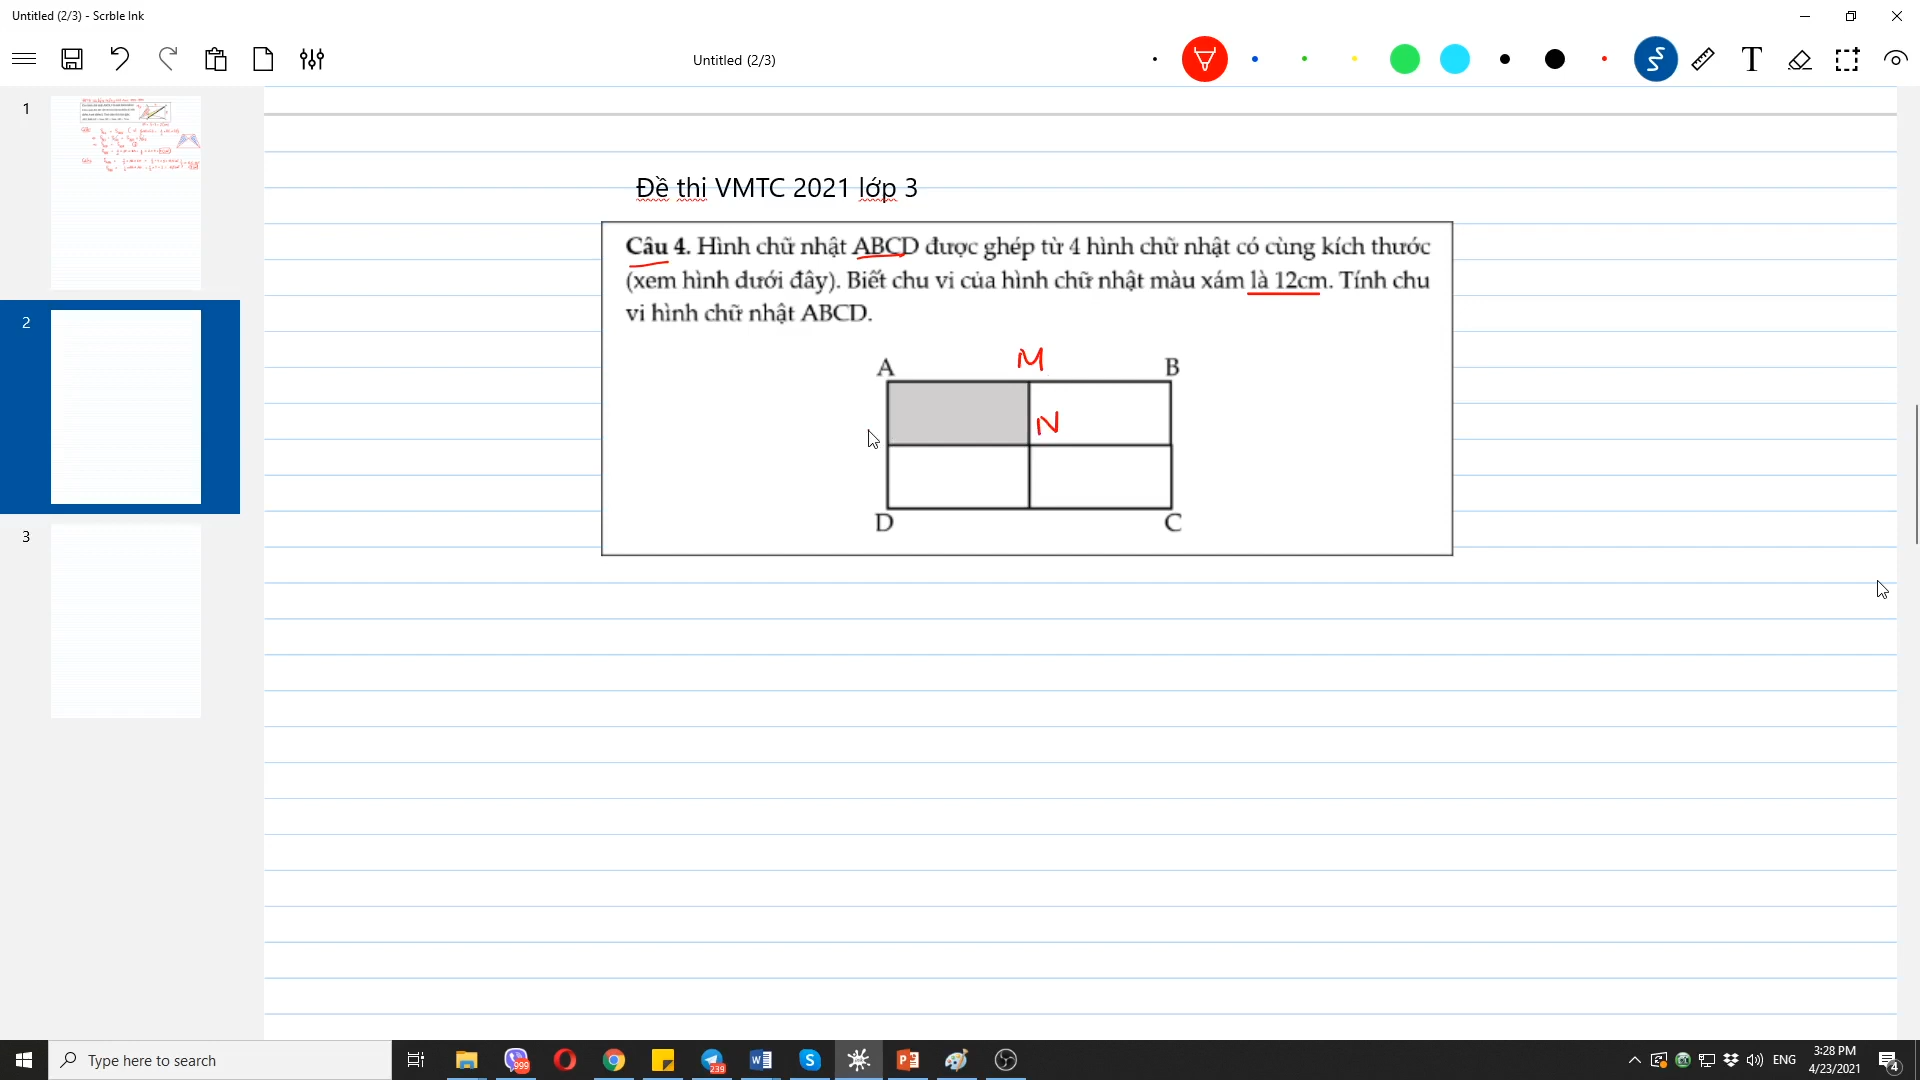 Untitled (2/3) - Scrble Ink
Untitled (2/3)
T
1
2
3
Đề thi VMTC 2021 lớp 3
Câu 4. Hình chữ nhật ABCD được ghép từ 4 hình chữ nhật có cùng kích thước
(xem hình dưới đây). Biết chu vi của hình chữ nhật màu xám là 12cm. Tính chu
vi hình chữ nhật ABCD.
A M B
N
D C
Type here to search
999
239
ENG
3:28 PM
4/23/2021
4